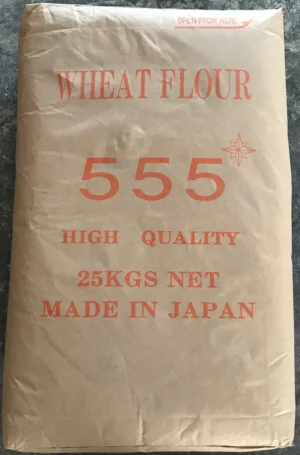 OPEN FROM HERE
WHEAT FLOUR
555
HIGH QUALITY
25KGS NET
MADE IN JAPAN